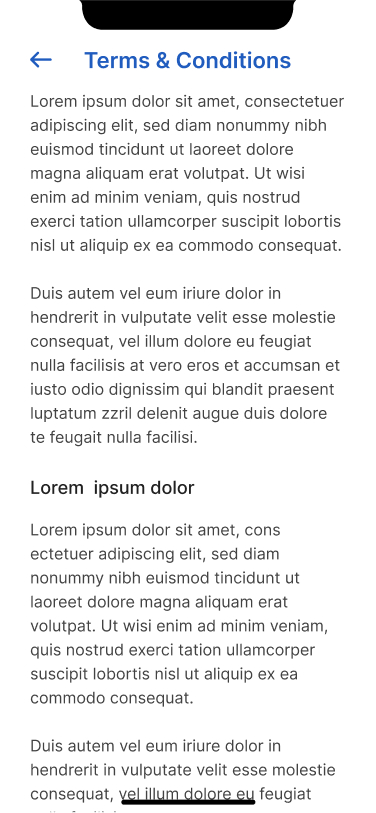 Terms & Conditions
Lorem ipsum dolor sit amet, consectetuer
adipiscing elit, sed diam nonummy nibh
euismod tincidunt ut laoreet dolore
magna aliquam erat volutpat. Ut wisi
enim ad minim veniam, quis nostrud
exerci tation ullamcorper suscipit lobortis
nisl ut aliquip ex ea commodo consequat.
Duis autem vel eum iriure dolor in
hendrerit in vulputate velit esse molestie
consequat, vel illum dolore eu feugiat
nulla facilisis at vero eros et accumsan et
iusto odio dignissim qui blandit praesent
luptatum zzril delenit augue duis dolore
te feugait nulla facilisi.
Lorem  ipsum dolor
Lorem ipsum dolor sit amet, cons
ectetuer adipiscing elit, sed diam
nonummy nibh euismod tincidunt ut
laoreet dolore magna aliquam erat
volutpat. Ut wisi enim ad minim veniam,
quis nostrud exerci tation ullamcorper
suscipit lobortis nisl ut aliquip ex ea
commodo consequat.
Duis autem vel eum iriure dolor in
hendrerit in vulputate velit esse molestie
consequat, vel illum dolore eu feugiat